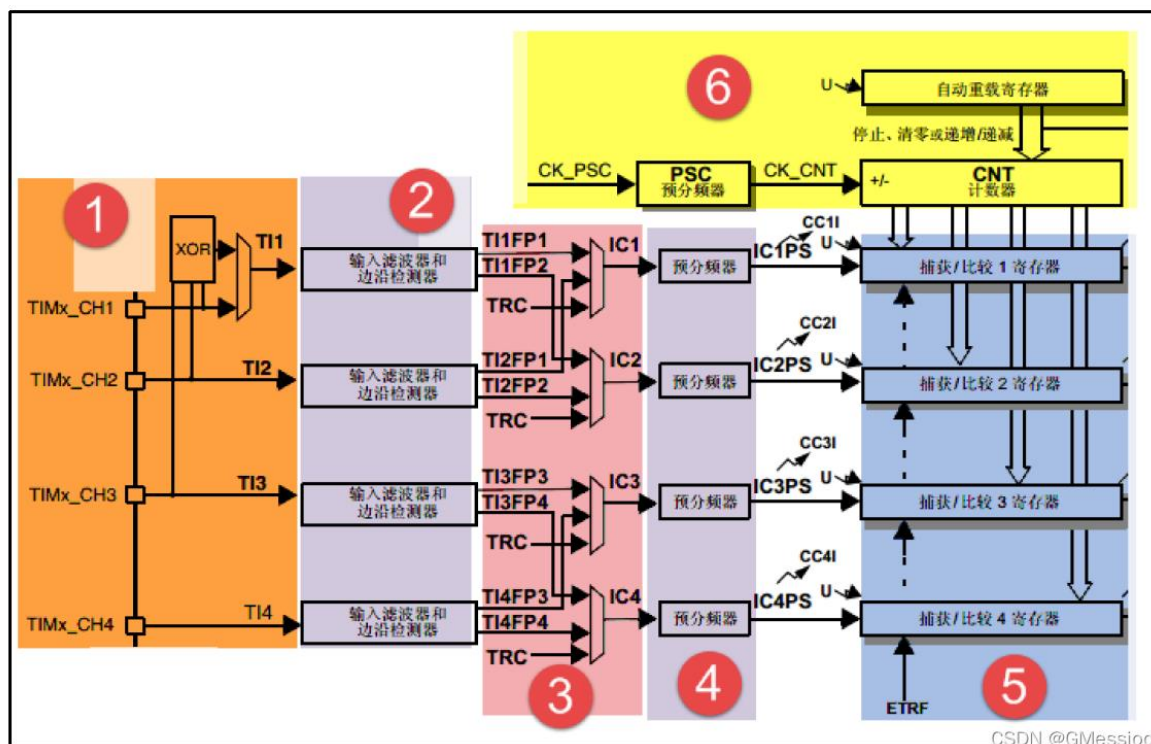 6
U
自动重载寄存器
停止、清零或递增/递减
CK_PSC
PSC
预分频器
CK_CNT
+/-
CNT
计数器
1
2
XOR
TI1
TIMx_CH1
输入滤波器和
边沿检测器
TI1FP1
TI1FP2
TRC
IC1
预分频器
IC1PS
CC1I
U
捕获/比较 1 寄存器
TIMx_CH2
TI2
输入滤波器和
边沿检测器
TI2FP1
TI2FP2
TRC
IC2
预分频器
IC2PS
CC2I
U
捕获/比较 2 寄存器
TIMx_CH3
TI3
输入滤波器和
边沿检测器
TI3FP3
TI3FP4
TRC
IC3
预分频器
IC3PS
CC3I
U
捕获/比较 3 寄存器
TIMx_CH4
TI4
输入滤波器和
边沿检测器
TI4FP3
TI4FP4
TRC
IC4
预分频器
IC4PS
CC4I
U
捕获/比较 4 寄存器
3
4
5
ETRF
CSDN @GMession